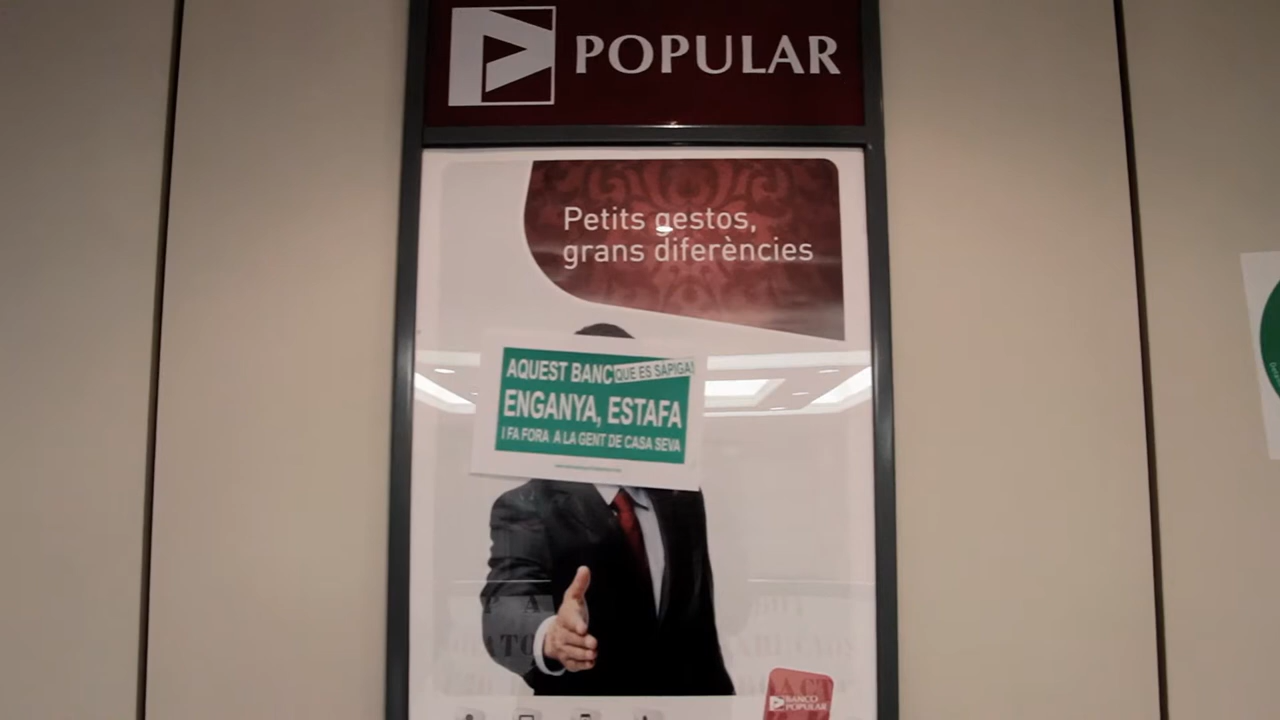 POPULAR
Petits gestos,
grans diferències
AQUEST BANC QUE ES SÀPIGA!
ENGANYA, ESTAFA
I FA FORA A LA GENT DE CASA SEVA
BANCO
POPULAR